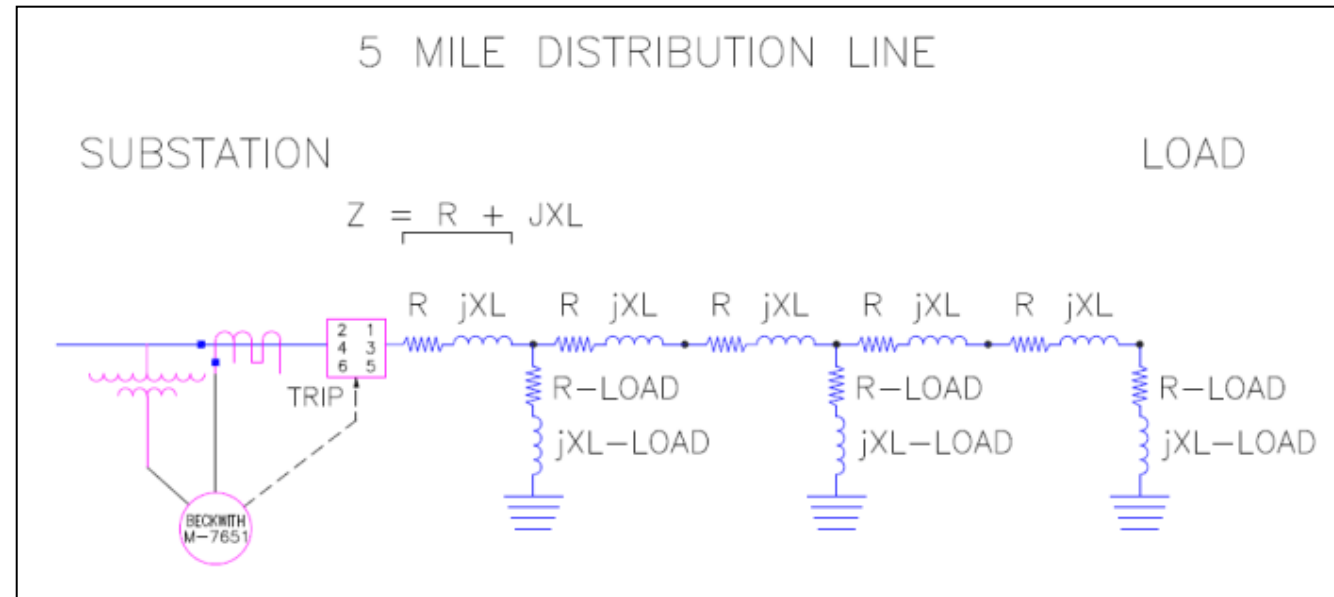 5 MILE DISTRIBUTION LINE
SUBSTATION
LOAD
Z = R + JXL
R jXL R jXL R jXL R jXL R jXL
2 1
4 3
6 5
TRIP
R-LOAD R-LOAD R-LOAD
jXL-LOAD jXL-LOAD jXL-LOAD
BECKWITH
M-7651